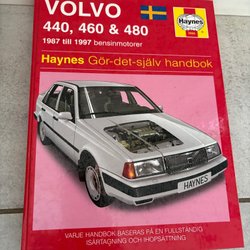 VOLVO
440, 460 & 480
1987 till 1997 bensinmotorer
Haynes
Haynes Gör-det-själv handbok
HAYNES
VARJE HANDBOK BASERAS PÅ EN FULLSTÄNDIG
ISÄRTAGNING OCH IHOPSÄTTNING